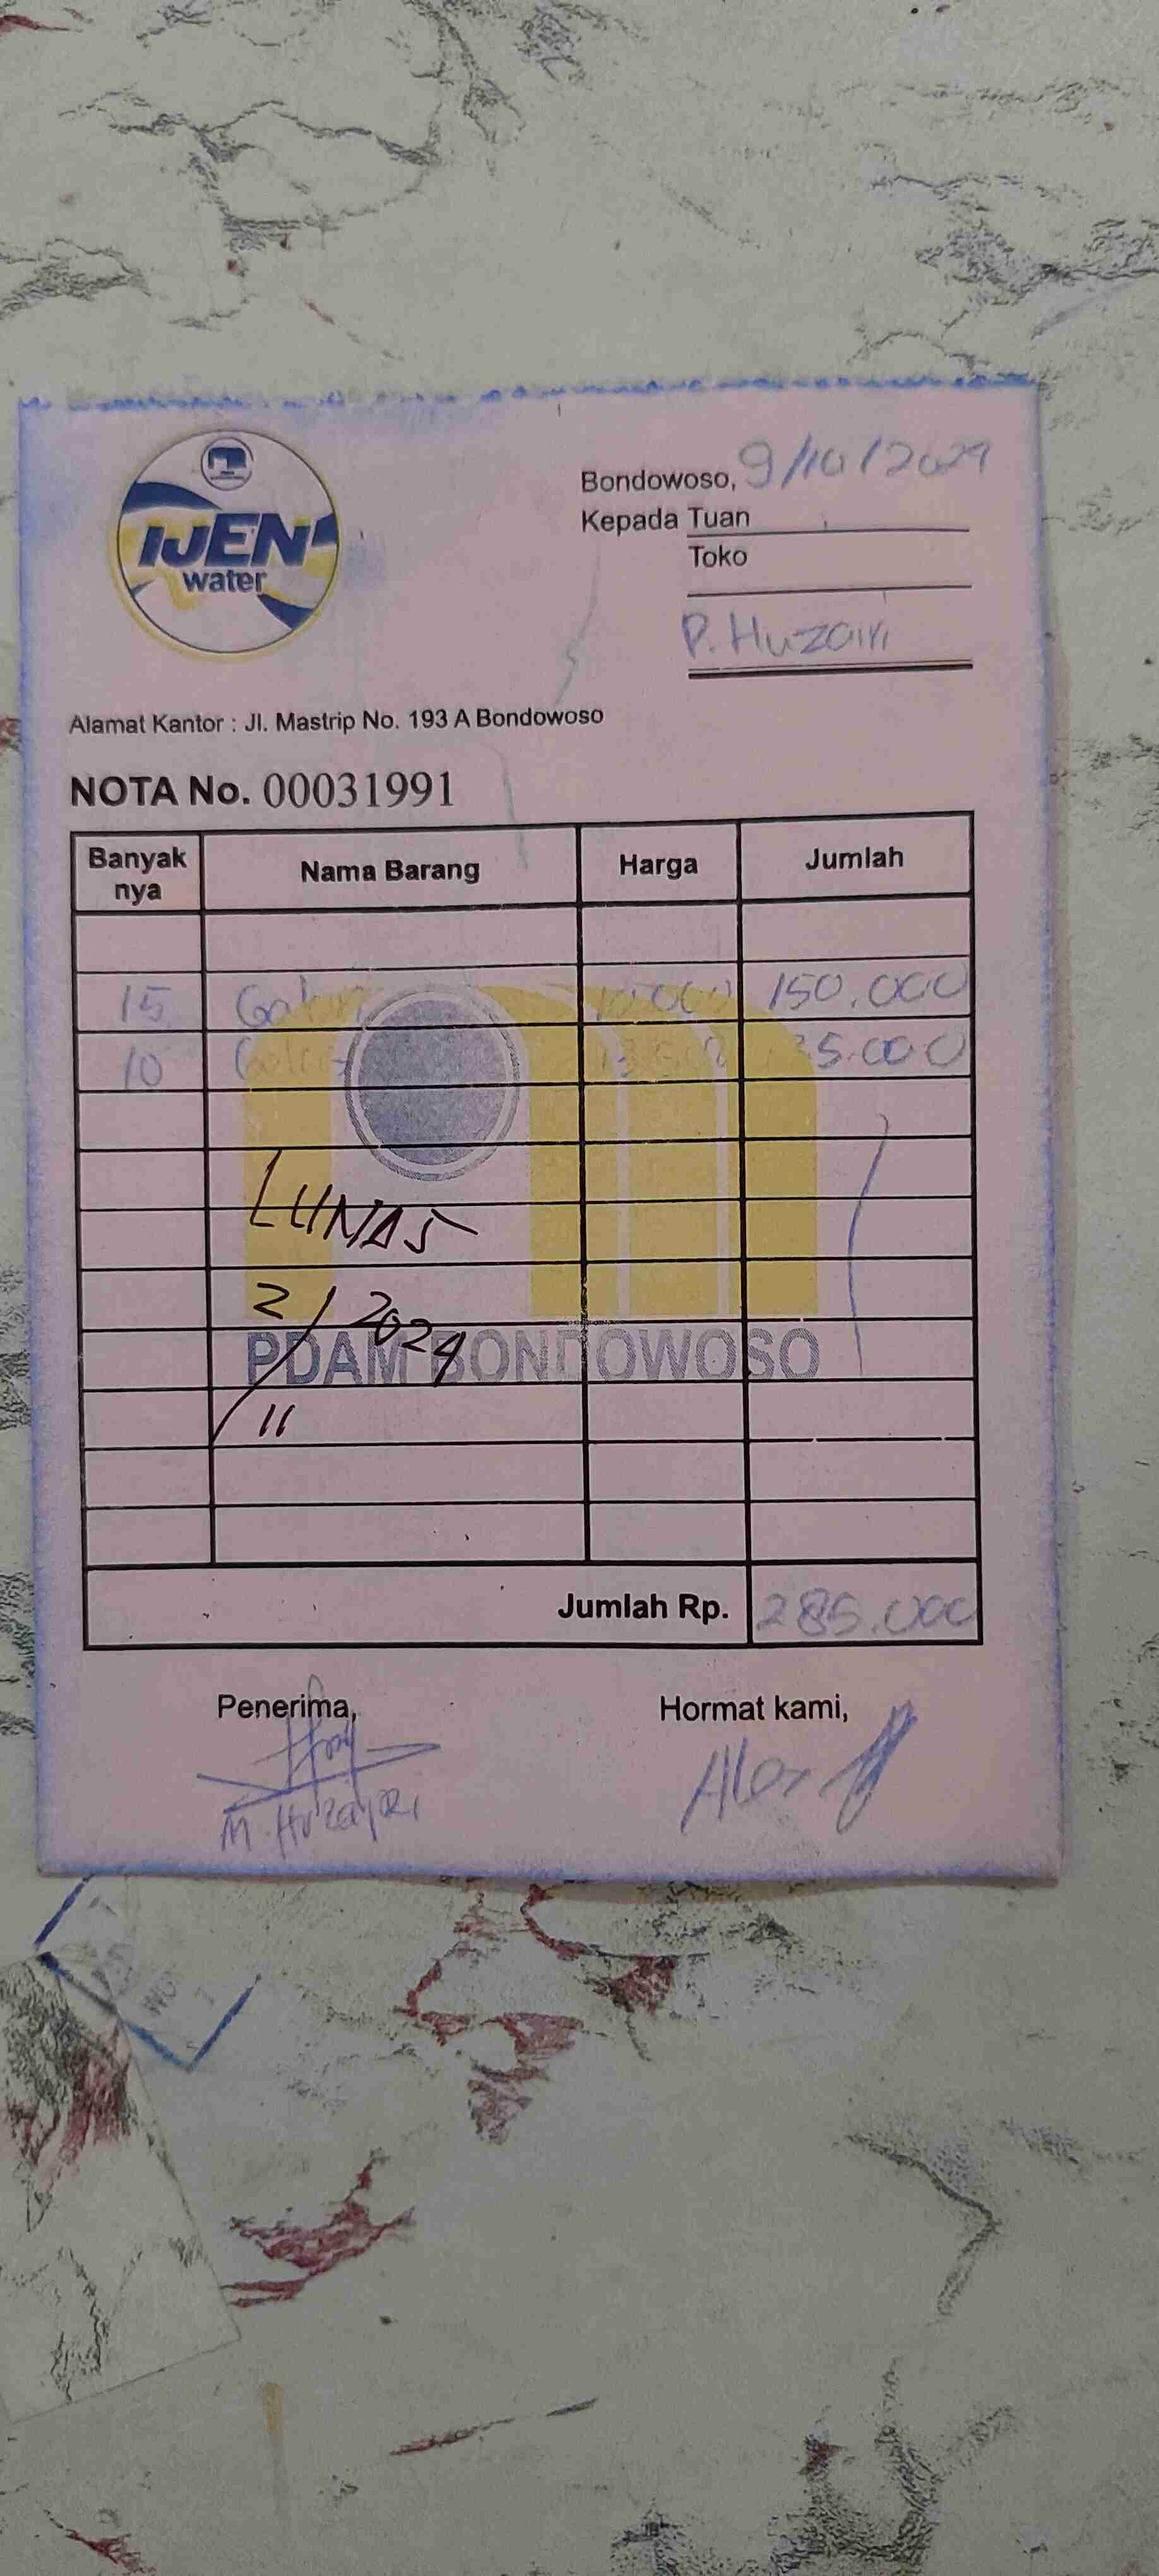 IJEN
water
Bondowoso, 9/10/2024
Kepada Tuan
Toko
P. Huzairi
Alamat Kantor : Jl. Mastrip No. 193 A Bondowoso
NOTA No. 00031991
Banyak nya Nama Barang Harga Jumlah
15 Galon 10.000 150.000
10 13.500 135.000
LUNAS
2/11 2024
PDAM BONDOWOSO
Jumlah Rp. 285.000
Penerima, Hormat kami,
M. Huzayri Alex